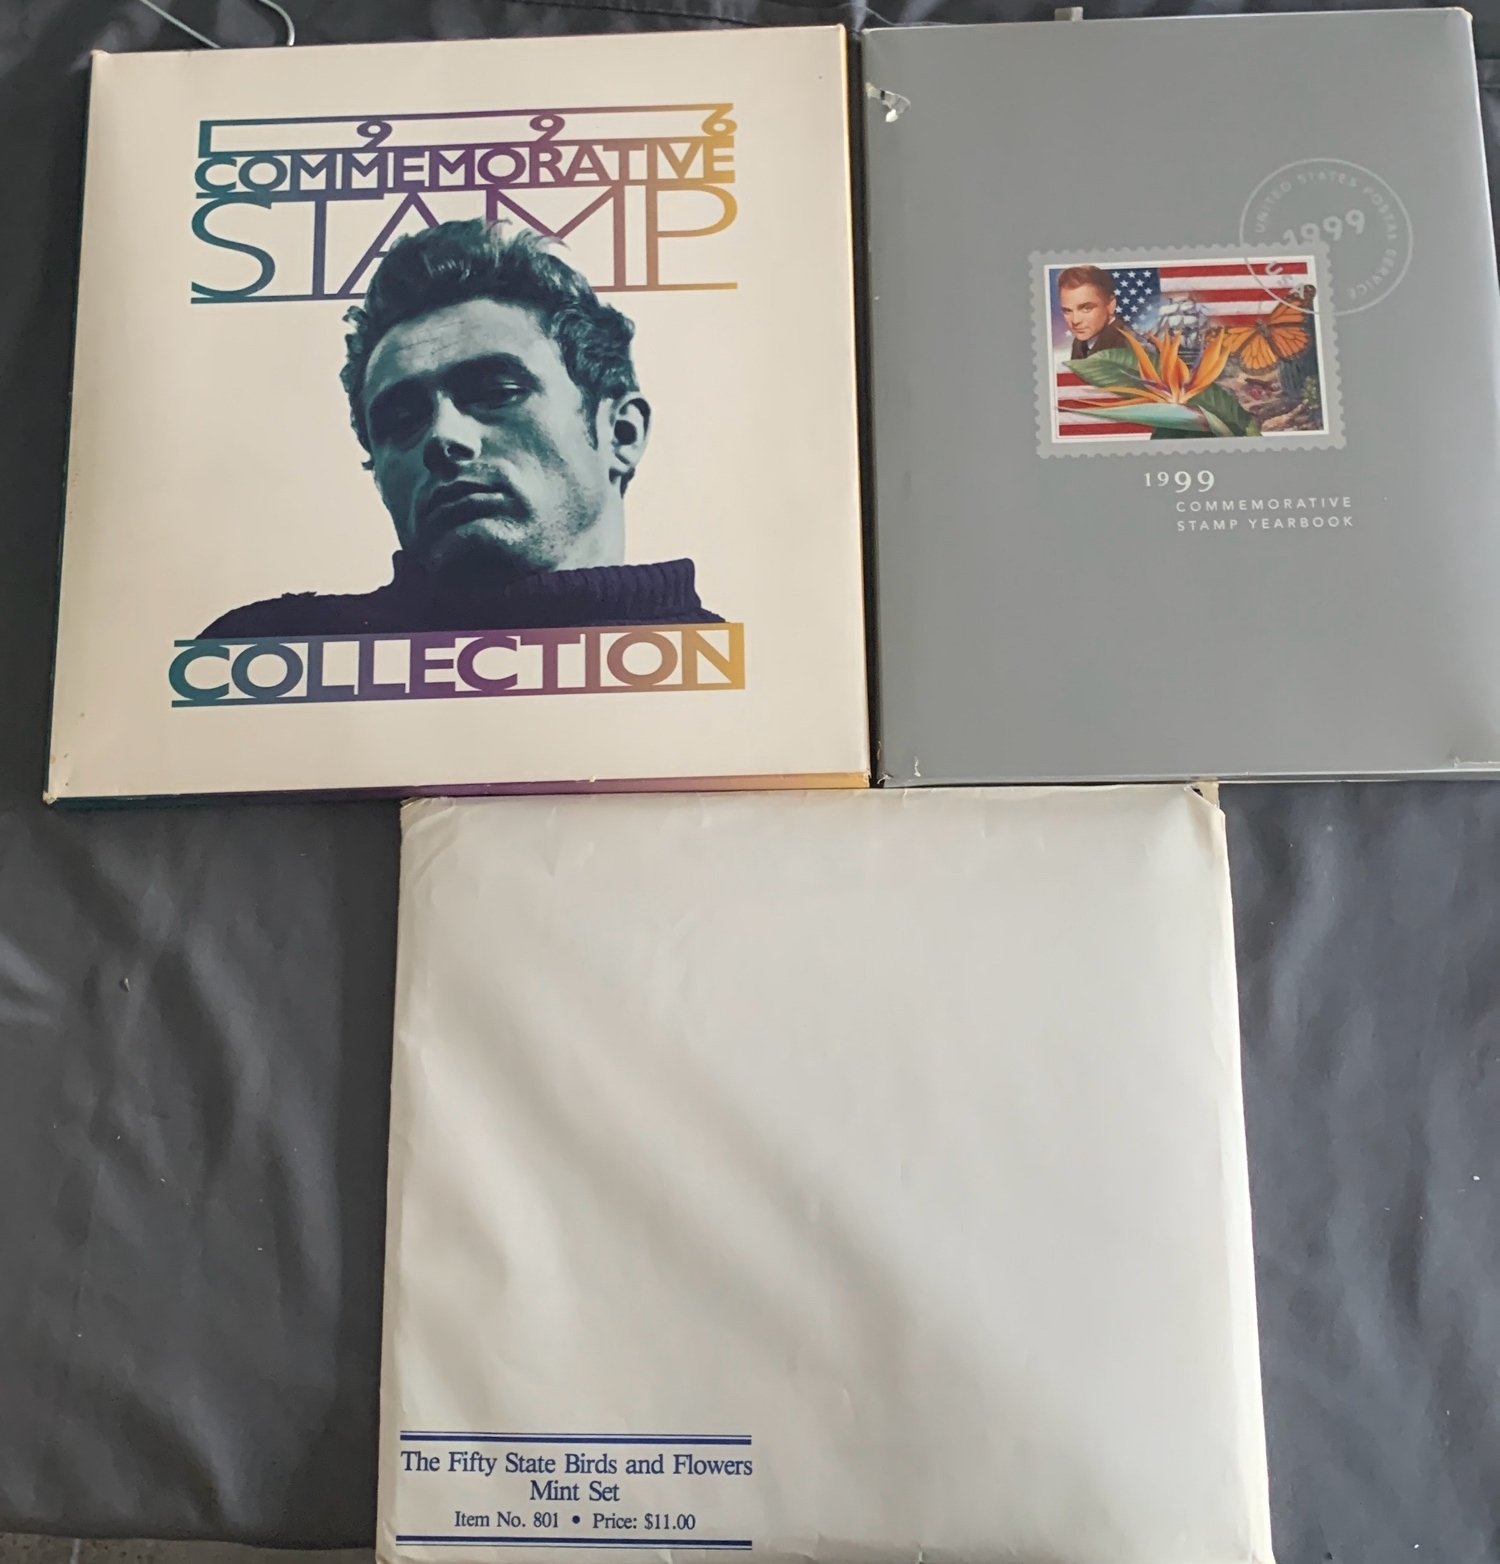 1996
COMMEMORATIVE
STAMP
COLLECTION
UNITED STATES POSTAL SERVICE
1999
1999
COMMEMORATIVE
STAMP YEARBOOK
The Fifty State Birds and Flowers
Mint Set
Item No. 801 • Price: $11.00